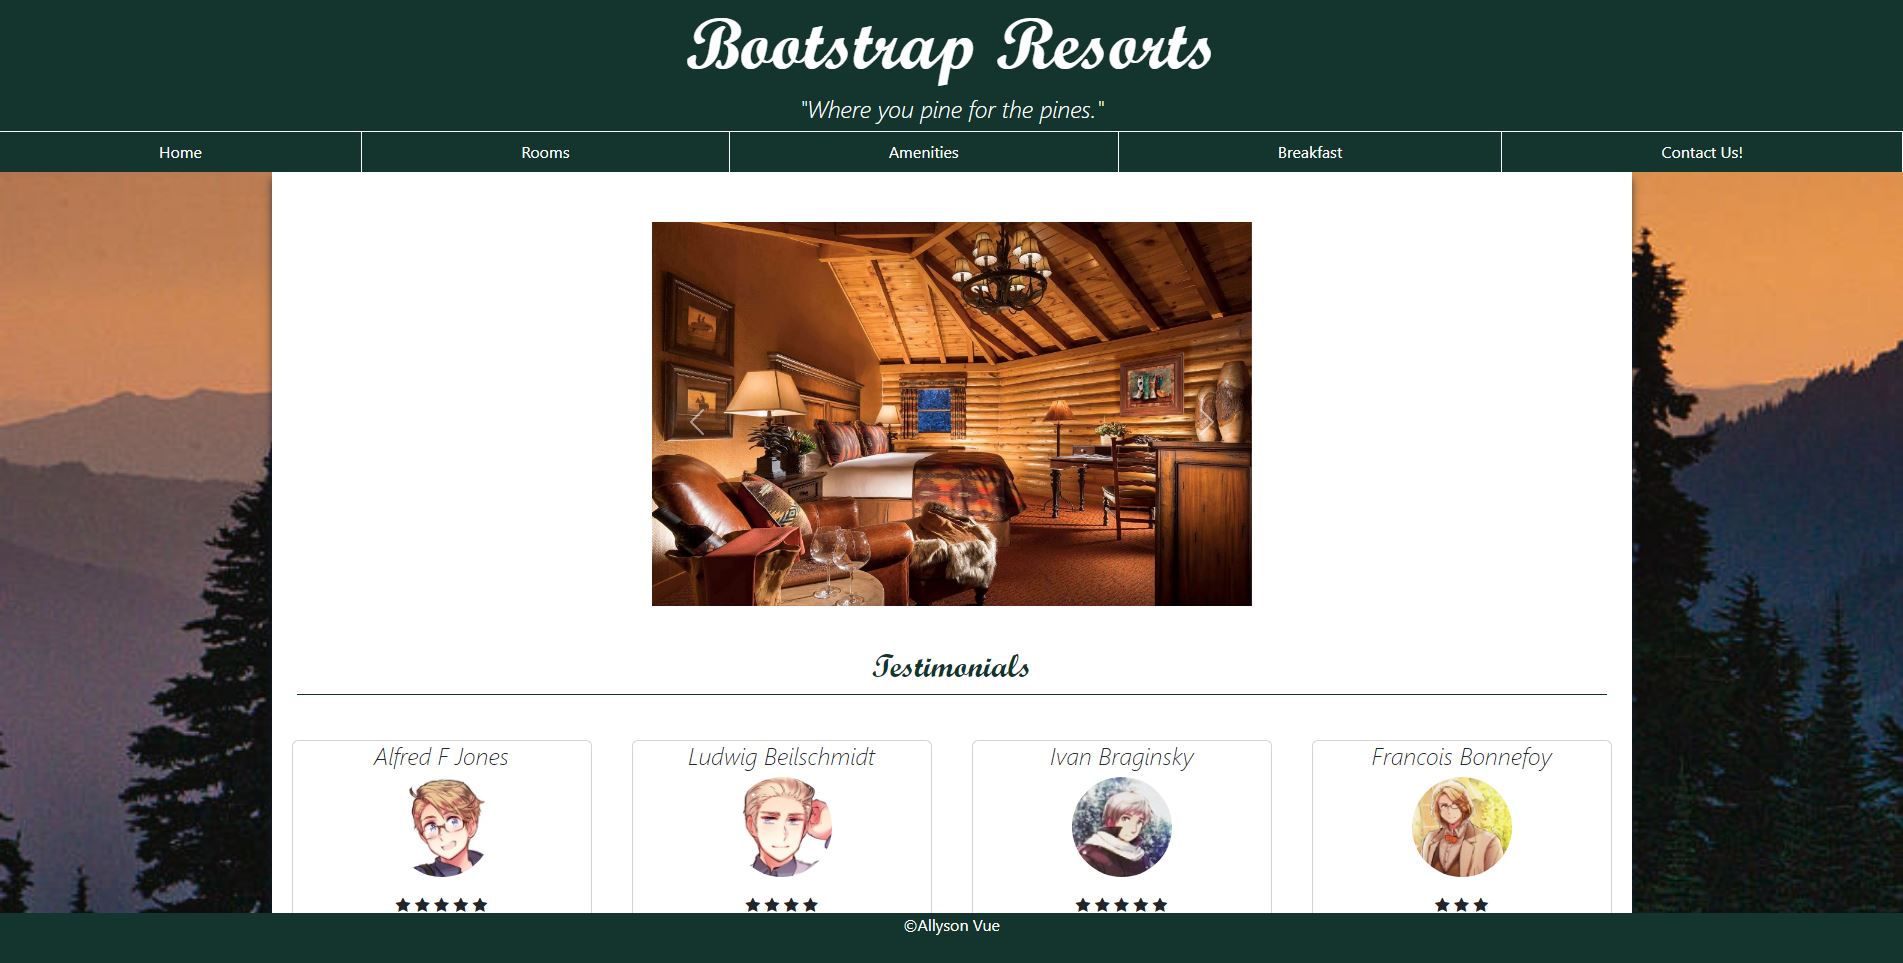 Bootstrap Resorts
"Where you pine for the pines."
Home Rooms Amenities Breakfast Contact Us!
Testimonials
Alfred F Jones Ludwig Beilschmidt Ivan Braginsky Francois Bonnefoy
©Allyson Vue